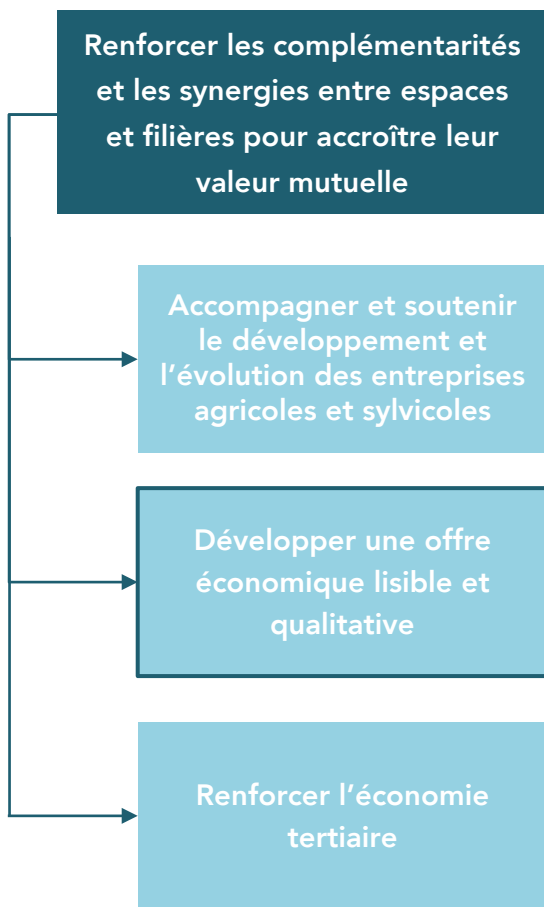 Renforcer les complémentarités
et les synergies entre espaces
et filières pour accroître leur
valeur mutuelle
Accompagner et soutenir
le développement et
l’évolution des entreprises
agricoles et sylvicoles
Développer une offre
économique lisible et
qualitative
Renforcer l’économie
tertiaire